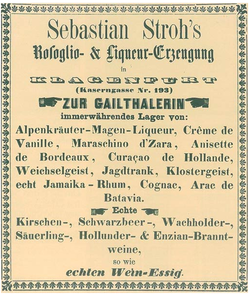 Sebastian Stroh's
Rosoglio- & Liqueur-Erzeugung
in
KLAGENFURT
(Kaserngasse Nr. 193)
ZUR GAILTHALERIN
immerwährendes Lager von:
Alpenkräuter-Magen-Liqueur, Crême de
Vanille, Maraschino d'Zara, Anisette
de Bordeaux, Curaçao de Hollande,
Weichselgeist, Jagdtrank, Klostergeist,
echt Jamaika-Rhum, Cognac, Arac de
Batavia.
Echte
Kirschen-, Schwarzbeer-, Wachholder-,
Säuerling-, Hollunder- & Enzian-Brannt-
weine,
so wie
echten Wein-Essig.